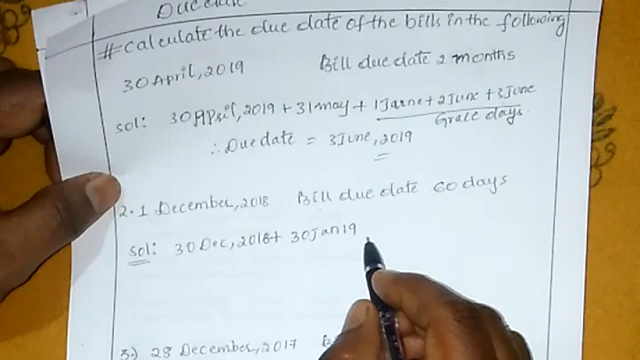 Due date
# calculate the due date of the bills in the following
30 April, 2019 Bill due date 2 months
Sol: 30 April, 2019 + 31 may + 1 June + 2 June + 3 June
Grace days
∴ Due date = 3 June, 2019
2. 1 December, 2018 Bill due date 60 days
Sol: 30 Dec, 2018 + 30 Jan 19
3.) 28 December, 2017